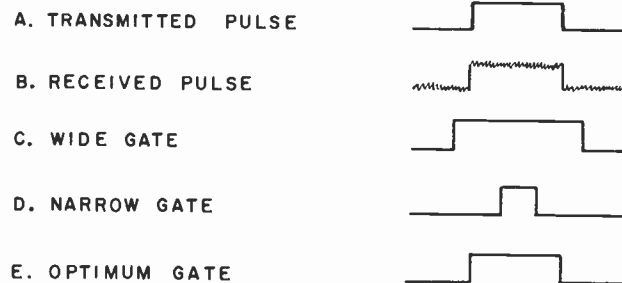 A. TRANSMITTED PULSE
B. RECEIVED PULSE
C. WIDE GATE
D. NARROW GATE
E. OPTIMUM GATE